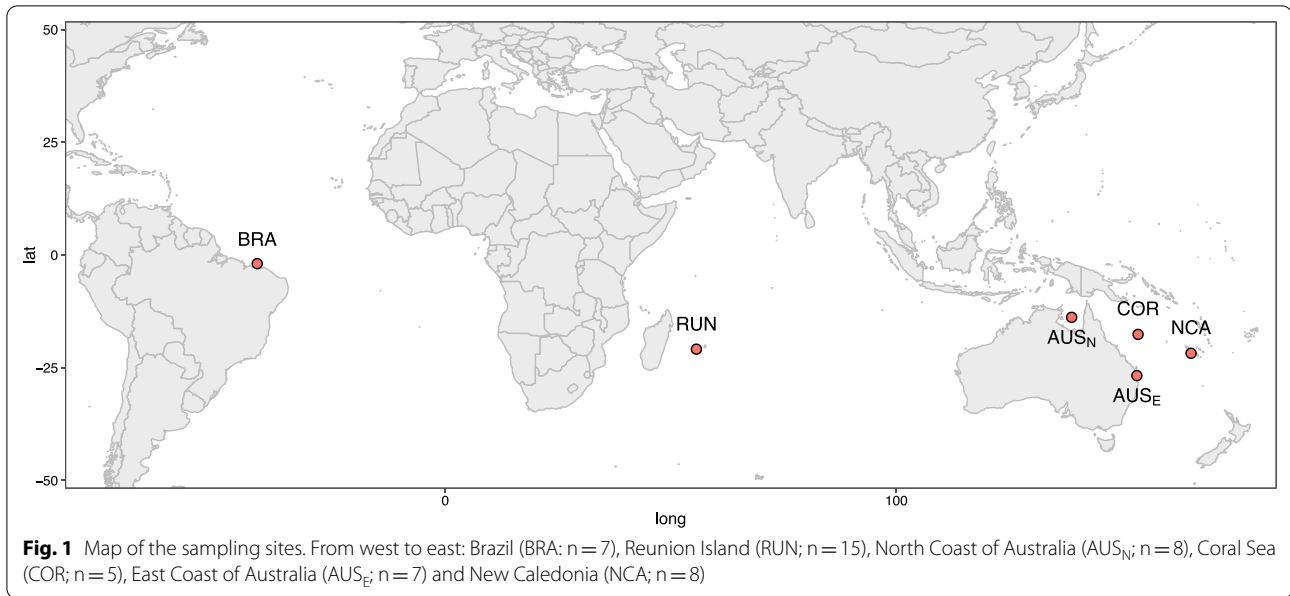 50
25
0
−25
−50
lat
BRA
RUN
AUSN
COR
NCA
AUSE
0
100
long
Fig. 1 Map of the sampling sites. From west to east: Brazil (BRA: n = 7), Reunion Island (RUN; n = 15), North Coast of Australia (AUSN; n = 8), Coral Sea
(COR; n = 5), East Coast of Australia (AUSE; n = 7) and New Caledonia (NCA; n = 8)